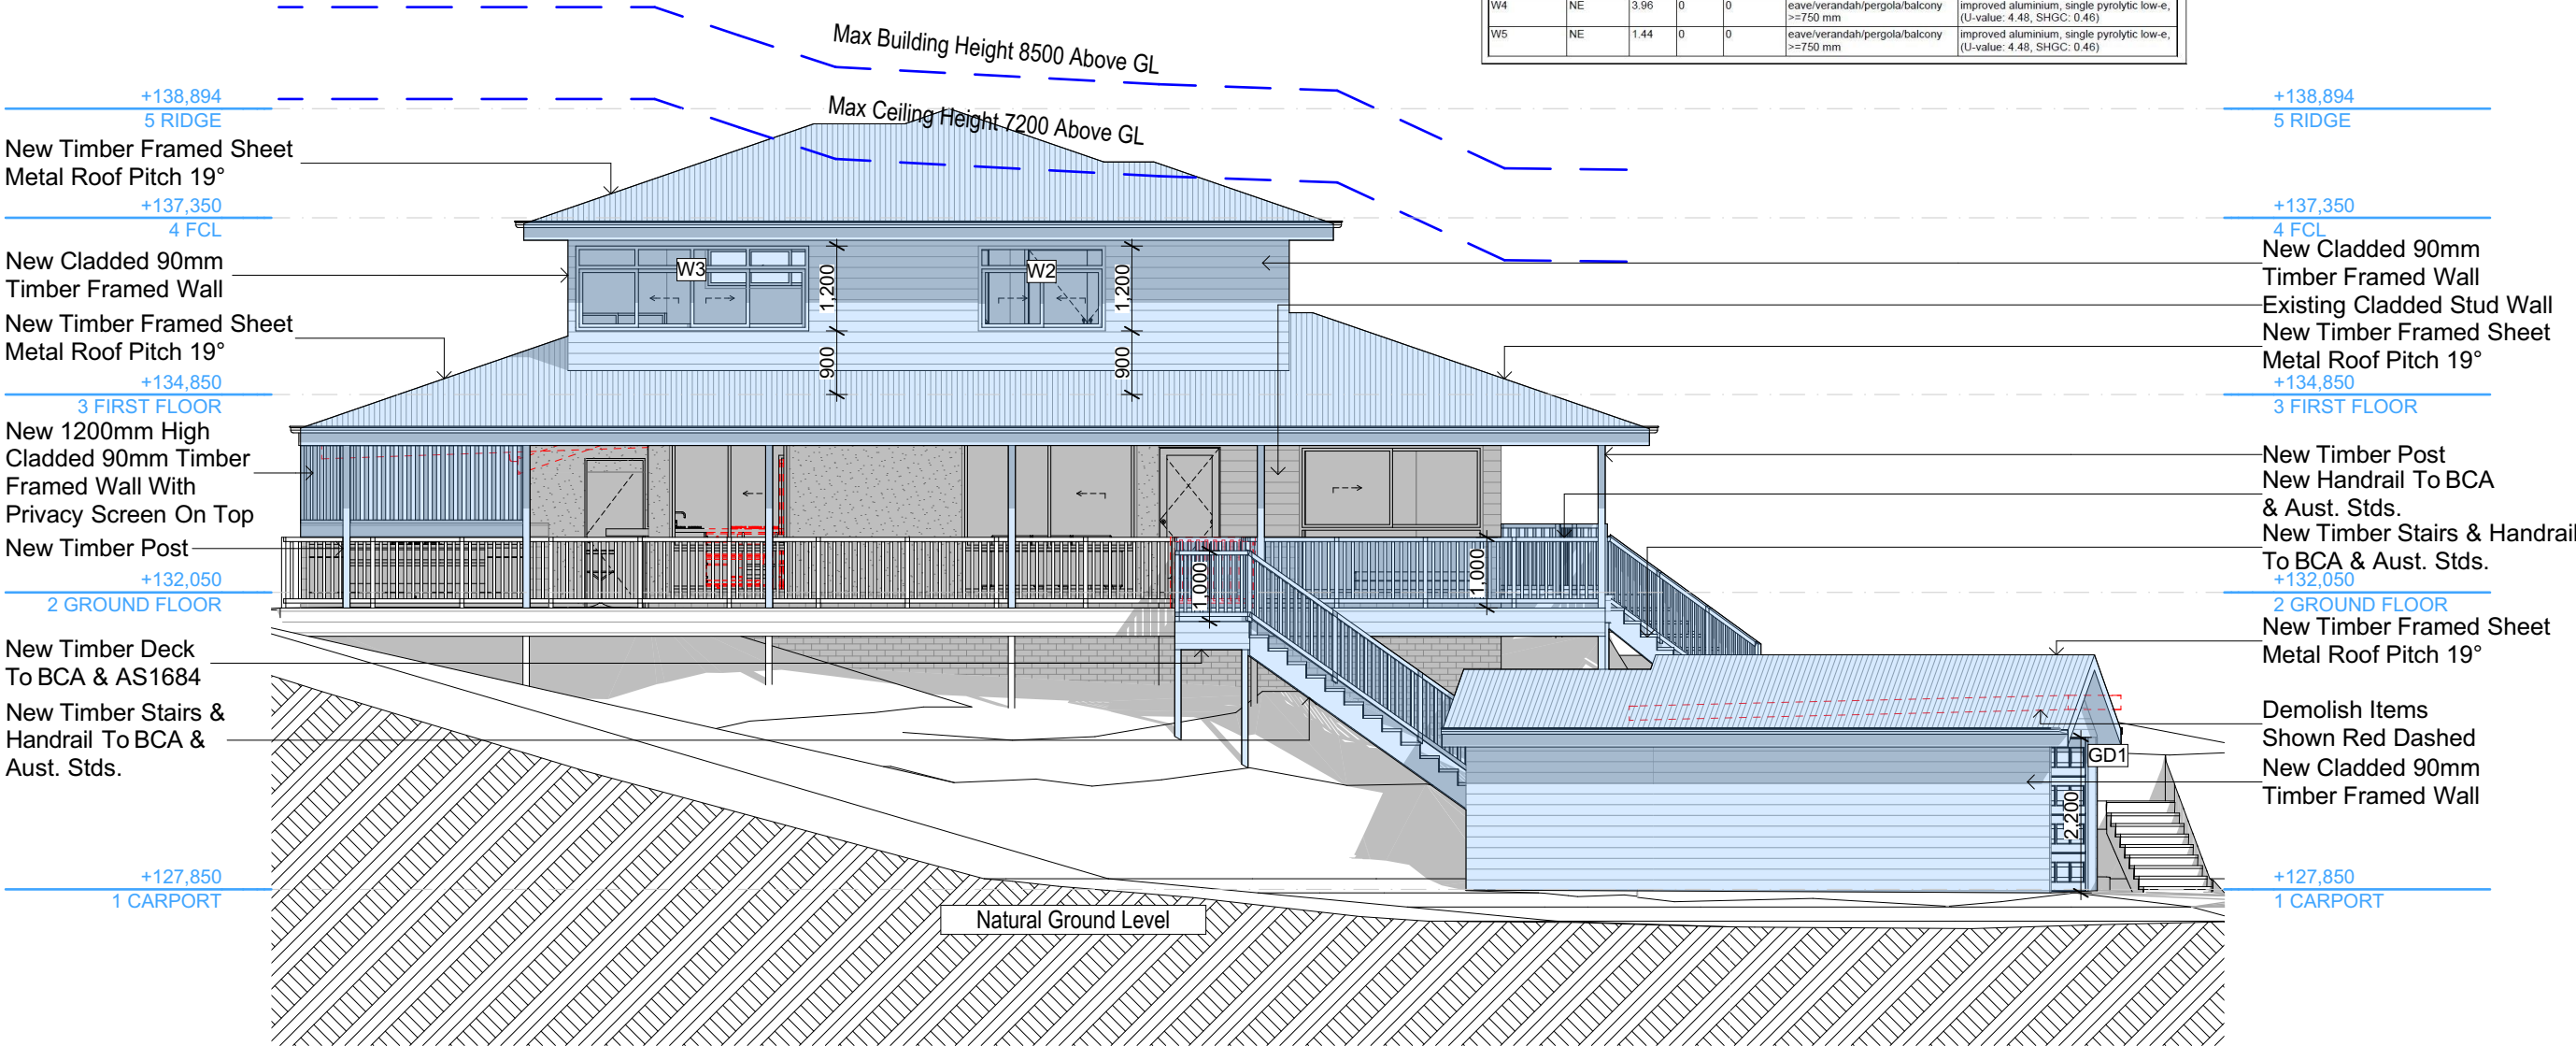 W4 NE 3.96 0 0 eave/verandah/pergola/balcony >=750 mm improved aluminium, single pyrolytic low-e, (U-value: 4.48, SHGC: 0.46)
W5 NE 1.44 0 0 eave/verandah/pergola/balcony >=750 mm improved aluminium, single pyrolytic low-e, (U-value: 4.48, SHGC: 0.46)
Max Building Height 8500 Above GL
Max Ceiling Height 7200 Above GL
+138,894
5 RIDGE
New Timber Framed Sheet
Metal Roof Pitch 19°
+137,350
4 FCL
New Cladded 90mm
Timber Framed Wall
New Timber Framed Sheet
Metal Roof Pitch 19°
+134,850
3 FIRST FLOOR
New 1200mm High
Cladded 90mm Timber
Framed Wall With
Privacy Screen On Top
New Timber Post
+132,050
2 GROUND FLOOR
New Timber Deck
To BCA & AS1684
New Timber Stairs &
Handrail To BCA &
Aust. Stds.
+127,850
1 CARPORT
W3
1,200
900
W2
1,200
900
1,000
1,000
GD1
2,200
Natural Ground Level
+138,894
5 RIDGE
+137,350
4 FCL
New Cladded 90mm
Timber Framed Wall
Existing Cladded Stud Wall
New Timber Framed Sheet
Metal Roof Pitch 19°
+134,850
3 FIRST FLOOR
New Timber Post
New Handrail To BCA
& Aust. Stds.
New Timber Stairs & Handrail
To BCA & Aust. Stds.
+132,050
2 GROUND FLOOR
New Timber Framed Sheet
Metal Roof Pitch 19°
Demolish Items
Shown Red Dashed
New Cladded 90mm
Timber Framed Wall
+127,850
1 CARPORT